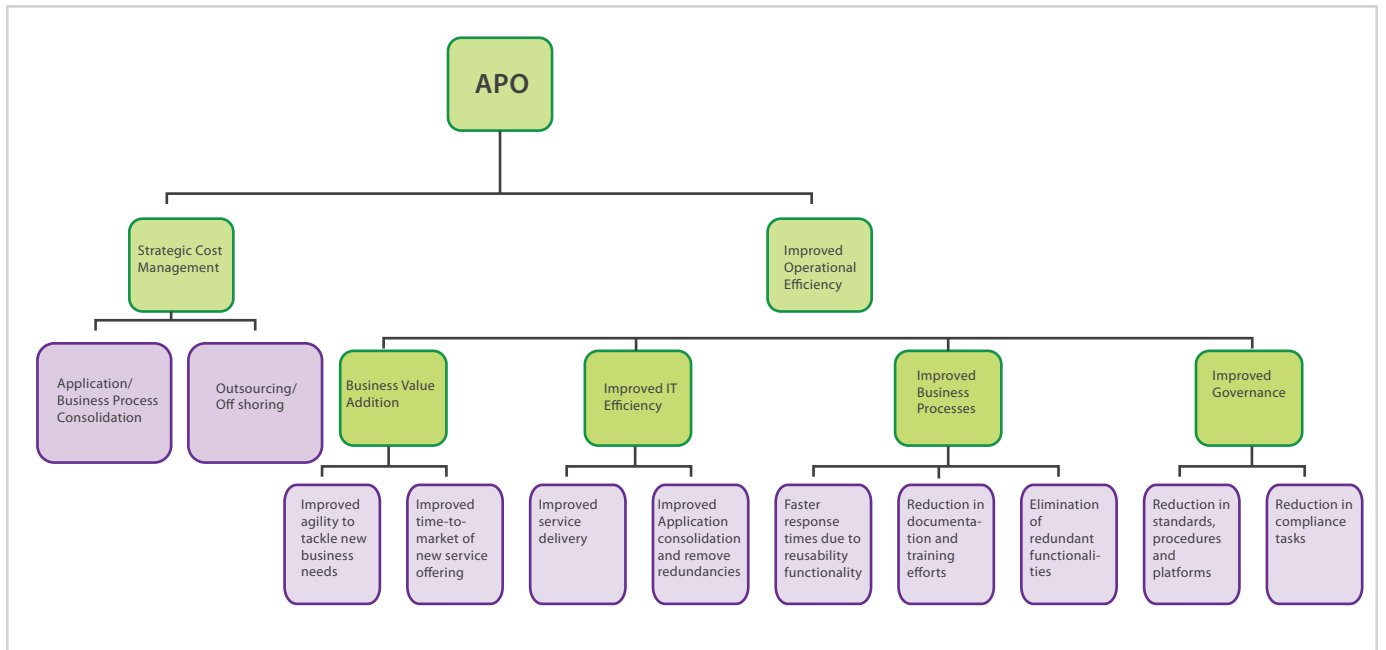 APO
Strategic Cost
Management
Improved
Operational
Efficiency
Application/
Business Process
Consolidation
Outsourcing/
Off shoring
Business Value
Addition
Improved IT
Efficiency
Improved
Business
Processes
Improved
Governance
Improved
agility to
tackle new
business
needs
Improved
time-to-
market of
new service
offering
Improved
service
delivery
Improved
Application
consolidation
and remove
redundancies
Faster
response
times due to
reusability
functionality
Reduction in
documenta-
tion and
training
efforts
Elimination
of
redundant
functionali-
ties
Reduction in
standards,
procedures
and
platforms
Reduction in
compliance
tasks